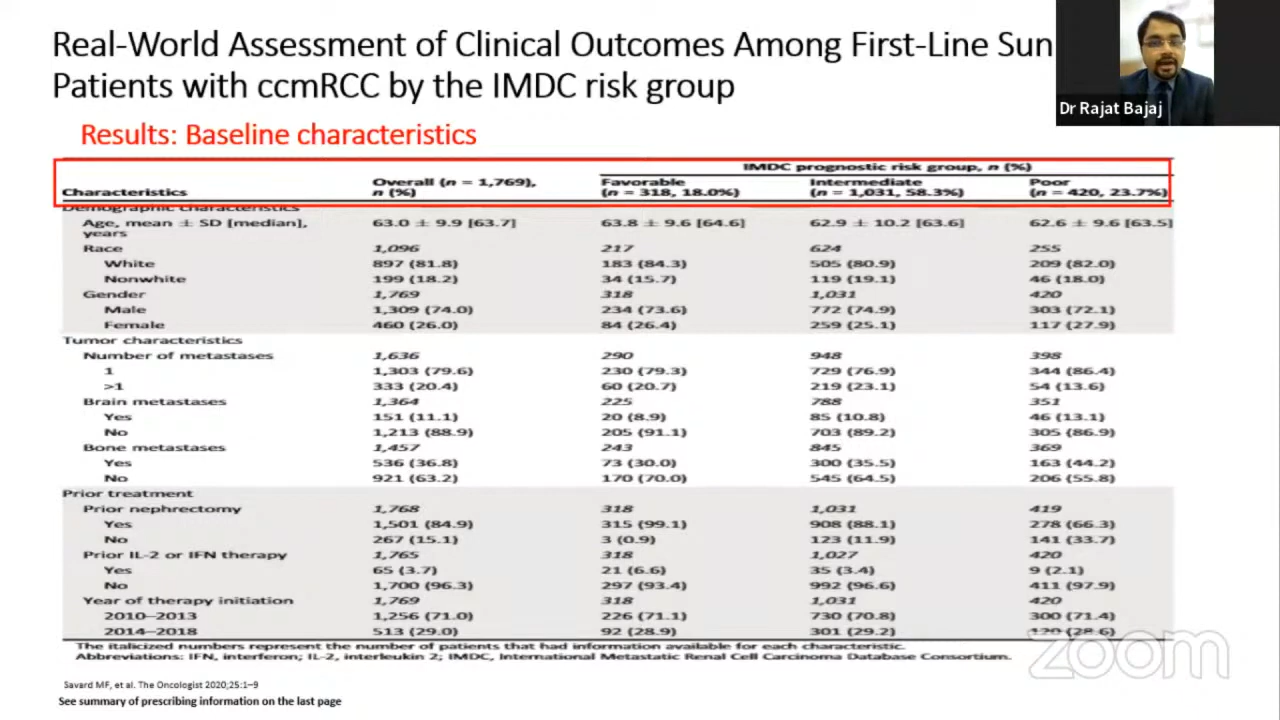 Real-World Assessment of Clinical Outcomes Among First-Line Sun
Patients with ccmRCC by the IMDC risk group
Dr Rajat Bajaj
Results: Baseline characteristics
IMDC prognostic risk group, n (%)
Characteristics Overall (n = 1,769), n (%) Favorable (n = 318, 18.0%) Intermediate (n = 1,031, 58.3%) Poor (n = 420, 23.7%)
Demographic characteristics
Age, mean ± SD [median], years 63.0 ± 9.9 [63.7] 63.8 ± 9.6 [64.6] 62.9 ± 10.2 [63.6] 62.6 ± 9.6 [63.5]
Race 1,096 217 624 255
White 897 (81.8) 183 (84.3) 505 (80.9) 209 (82.0)
Nonwhite 199 (18.2) 34 (15.7) 119 (19.1) 46 (18.0)
Gender 1,769 318 1,031 420
Male 1,309 (74.0) 234 (73.6) 772 (74.9) 303 (72.1)
Female 460 (26.0) 84 (26.4) 259 (25.1) 117 (27.9)
Tumor characteristics
Number of metastases 1,636 290 948 398
1 1,303 (79.6) 230 (79.3) 729 (76.9) 344 (86.4)
>1 333 (20.4) 60 (20.7) 219 (23.1) 54 (13.6)
Brain metastases 1,364 225 788 351
Yes 151 (11.1) 20 (8.9) 85 (10.8) 46 (13.1)
No 1,213 (88.9) 205 (91.1) 703 (89.2) 305 (86.9)
Bone metastases 1,457 243 845 369
Yes 536 (36.8) 73 (30.0) 300 (35.5) 163 (44.2)
No 921 (63.2) 170 (70.0) 545 (64.5) 206 (55.8)
Prior treatment
Prior nephrectomy 1,768 318 1,031 419
Yes 1,501 (84.9) 315 (99.1) 908 (88.1) 278 (66.3)
No 267 (15.1) 3 (0.9) 123 (11.9) 141 (33.7)
Prior IL-2 or IFN therapy 1,765 318 1,027 420
Yes 65 (3.7) 21 (6.6) 35 (3.4) 9 (2.1)
No 1,700 (96.3) 297 (93.4) 992 (96.6) 411 (97.9)
Year of therapy initiation 1,769 318 1,031 420
2010–2013 1,256 (71.0) 226 (71.1) 730 (70.8) 300 (71.4)
2014–2018 513 (29.0) 92 (28.9) 301 (29.2) 120 (28.6)
The italicized numbers represent the number of patients that had information available for each characteristic.
Abbreviations: IFN, interferon; IL-2, interleukin 2; IMDC, International Metastatic Renal Cell Carcinoma Database Consortium.
zoom
Savard MF, et al. The Oncologist 2020;25:1–9
See summary of prescribing information on the last page